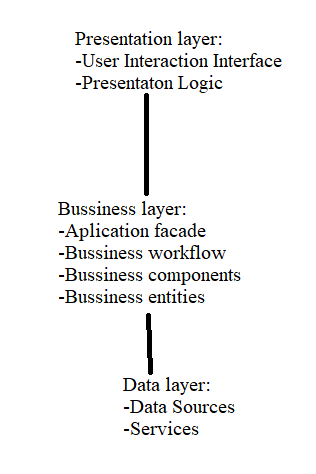 Presentation layer:
-User Interaction Interface
-Presentaton Logic
Bussiness layer:
-Aplication facade
-Bussiness workflow
-Bussiness components
-Bussiness entities
Data layer:
-Data Sources
-Services